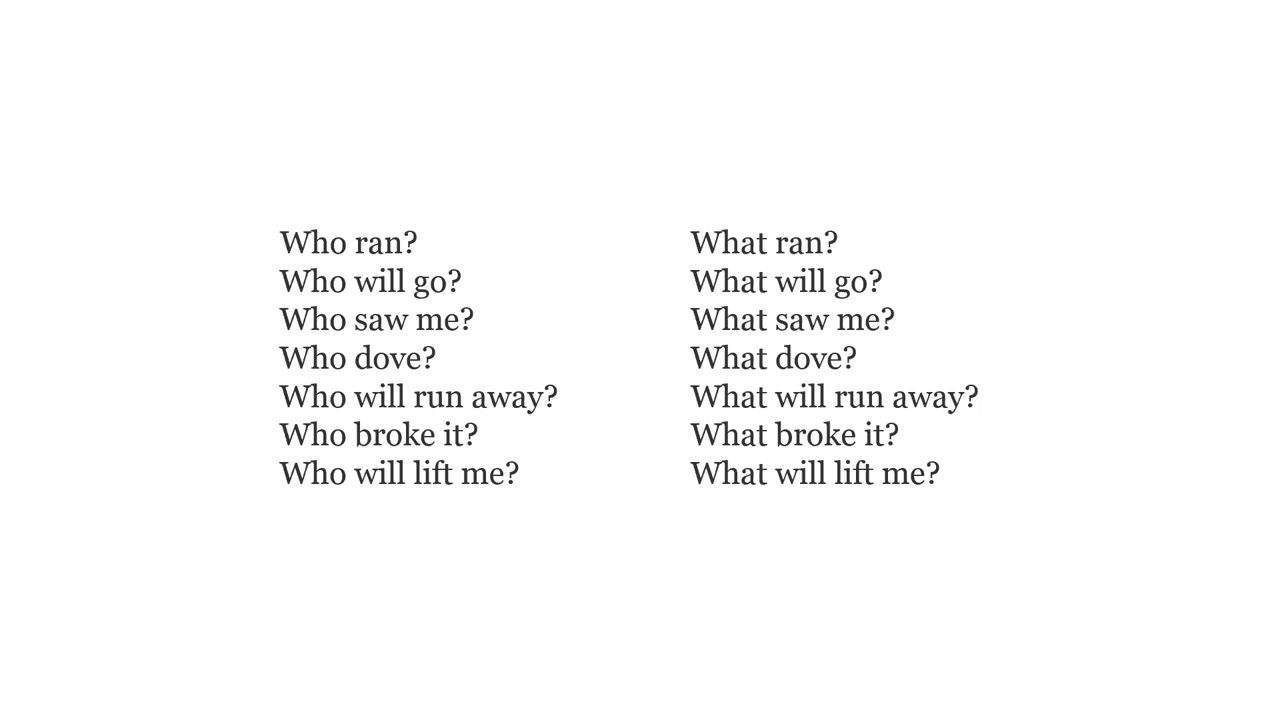 Who ran?
Who will go?
Who saw me?
Who dove?
Who will run away?
Who broke it?
Who will lift me?
What ran?
What will go?
What saw me?
What dove?
What will run away?
What broke it?
What will lift me?